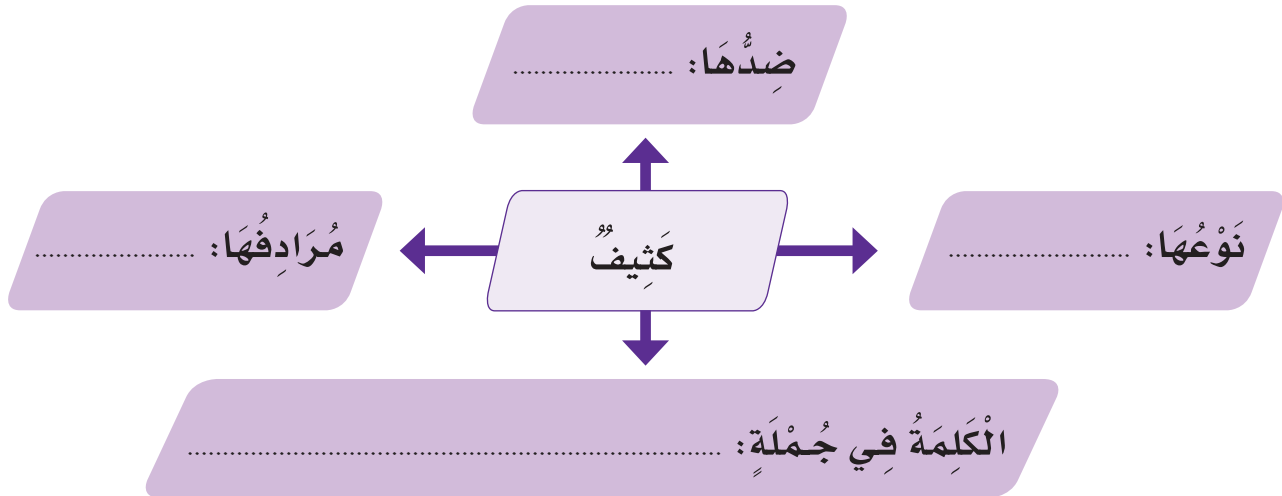 ضِدُّهَا: ......................
نَوْعُهَا: .........................
كَثِيفٌ
مُرَادِفُهَا: ......................
الْكَلِمَةُ فِي جُمْلَةٍ: ..........................................................................